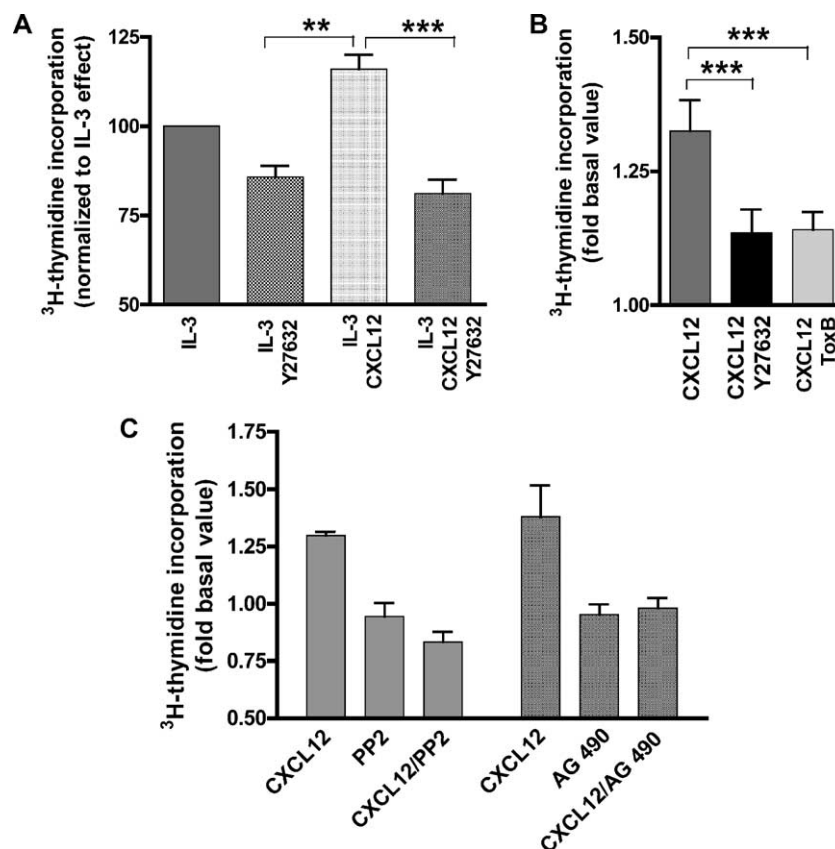 A
³H-thymidine incorporation
(normalized to IL-3 effect)
125
100
75
50
** ***
IL-3
IL-3
Y27632
IL-3
CXCL12
IL-3
CXCL12
Y27632
B
³H-thymidine incorporation
(fold basal value)
1.50
1.25
1.00
***
***
CXCL12
CXCL12
Y27632
CXCL12
ToxB
C
³H-thymidine incorporation
(fold basal value)
1.75
1.50
1.25
1.00
0.75
0.50
CXCL12
PP2
CXCL12/PP2
CXCL12
AG 490
CXCL12/AG 490